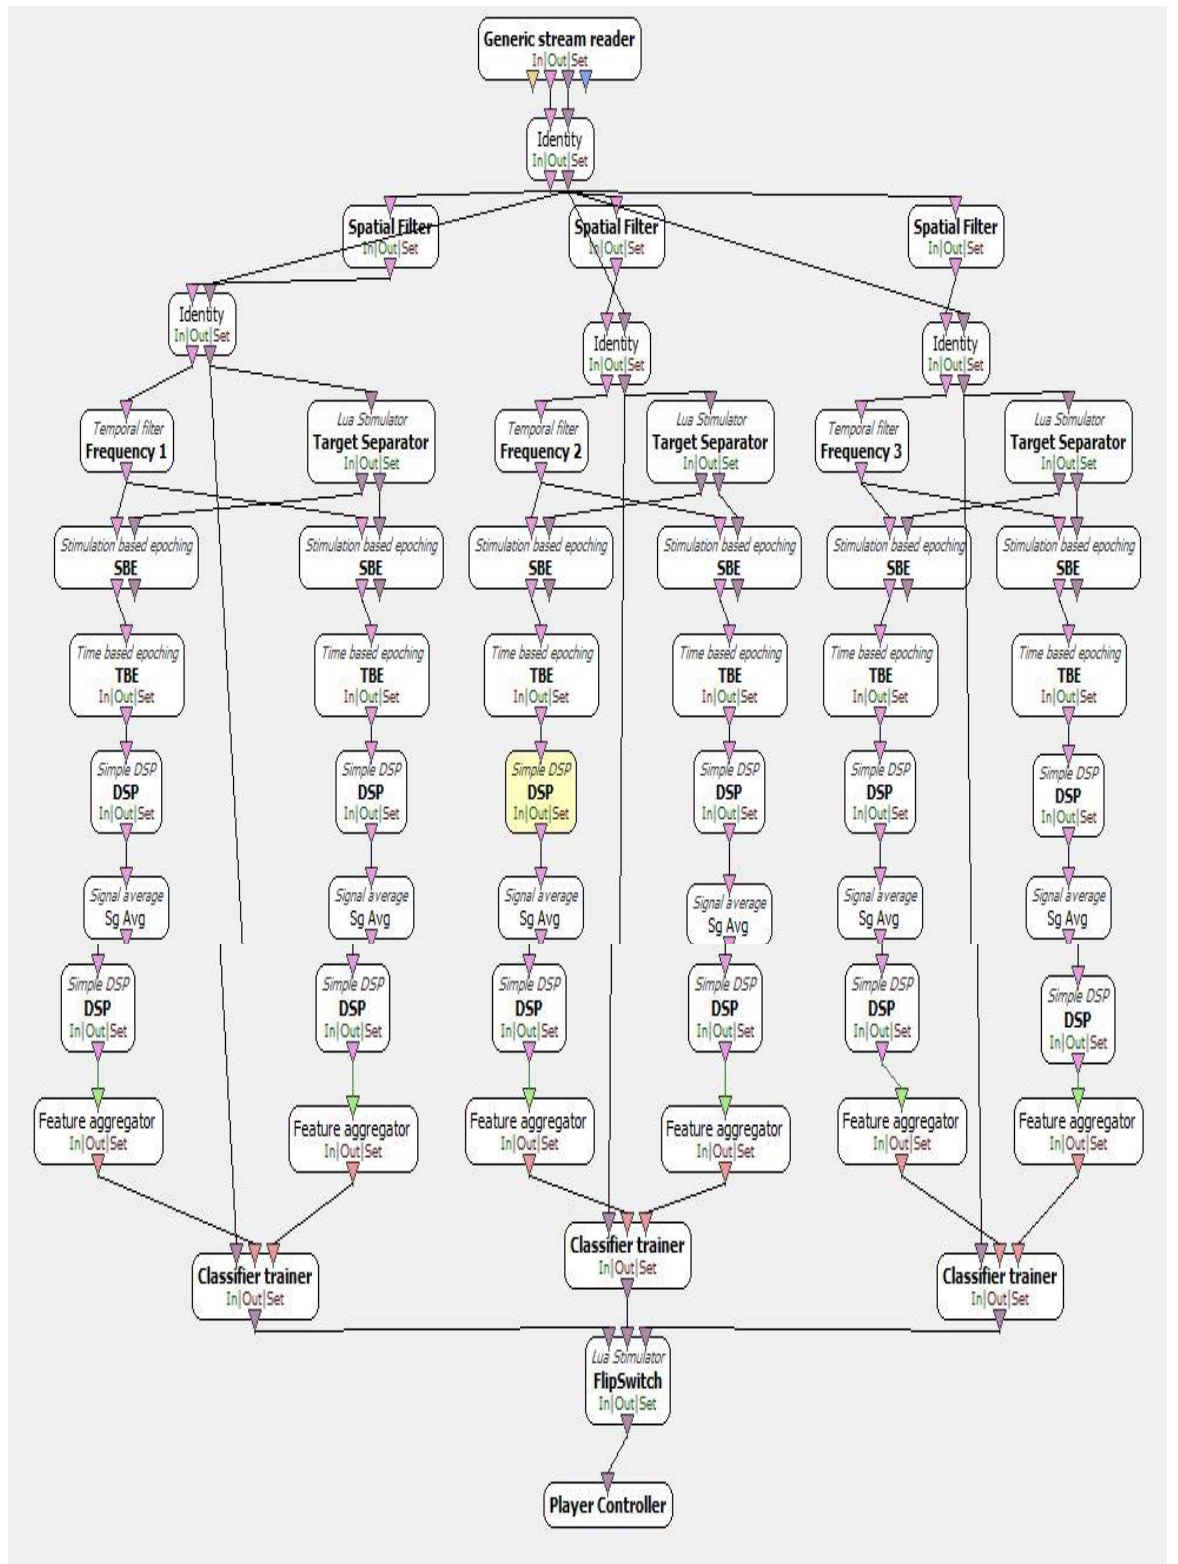 Generic stream reader
In|Out|Set
Identity
In|Out|Set
Spatial Filter
In|Out|Set
Spatial Filter
In|Out|Set
Spatial Filter
In|Out|Set
Identity
In|Out|Set
Identity
In|Out|Set
Identity
In|Out|Set
Temporal filter
Frequency 1
Lua Stimulator
Target Separator
In|Out|Set
Temporal filter
Frequency 2
Lua Stimulator
Target Separator
In|Out|Set
Temporal filter
Frequency 3
Lua Stimulator
Target Separator
In|Out|Set
Stimulation based epoching
SBE
Stimulation based epoching
SBE
Stimulation based epoching
SBE
Stimulation based epoching
SBE
Stimulation based epoching
SBE
Stimulation based epoching
SBE
Time based epoching
TBE
In|Out|Set
Time based epoching
TBE
In|Out|Set
Time based epoching
TBE
In|Out|Set
Time based epoching
TBE
In|Out|Set
Time based epoching
TBE
In|Out|Set
Time based epoching
TBE
In|Out|Set
Simple DSP
DSP
In|Out|Set
Simple DSP
DSP
In|Out|Set
Simple DSP
DSP
In|Out|Set
Simple DSP
DSP
In|Out|Set
Simple DSP
DSP
In|Out|Set
Simple DSP
DSP
In|Out|Set
Signal average
Sg Avg
Signal average
Sg Avg
Signal average
Sg Avg
Signal average
Sg Avg
Signal average
Sg Avg
Signal average
Sg Avg
Simple DSP
DSP
In|Out|Set
Simple DSP
DSP
In|Out|Set
Simple DSP
DSP
In|Out|Set
Simple DSP
DSP
In|Out|Set
Simple DSP
DSP
In|Out|Set
Simple DSP
DSP
In|Out|Set
Feature aggregator
In|Out|Set
Feature aggregator
In|Out|Set
Feature aggregator
In|Out|Set
Feature aggregator
In|Out|Set
Feature aggregator
In|Out|Set
Feature aggregator
In|Out|Set
Classifier trainer
In|Out|Set
Classifier trainer
In|Out|Set
Classifier trainer
In|Out|Set
Lua Stimulator
FlipSwitch
In|Out|Set
Player Controller